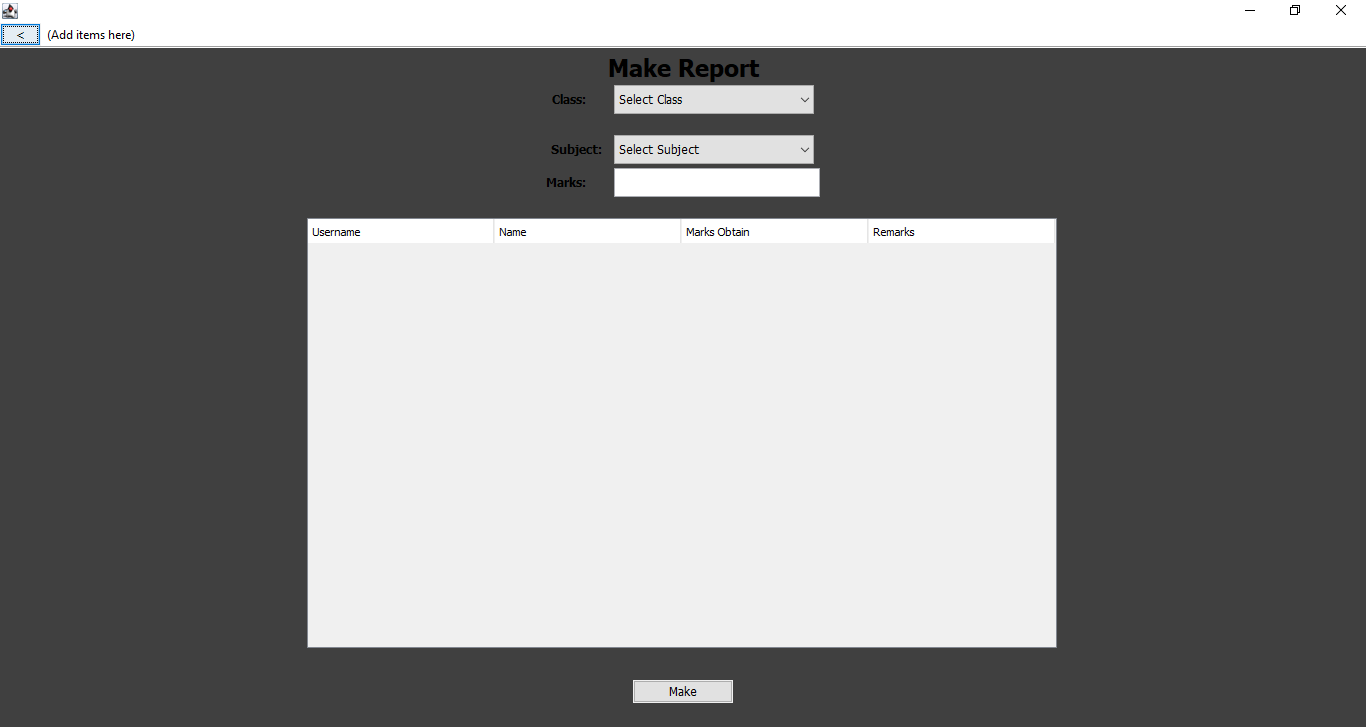 < (Add items here)
Make Report
Class: Select Class
Subject: Select Subject
Marks:
Username Name Marks Obtain Remarks
Make